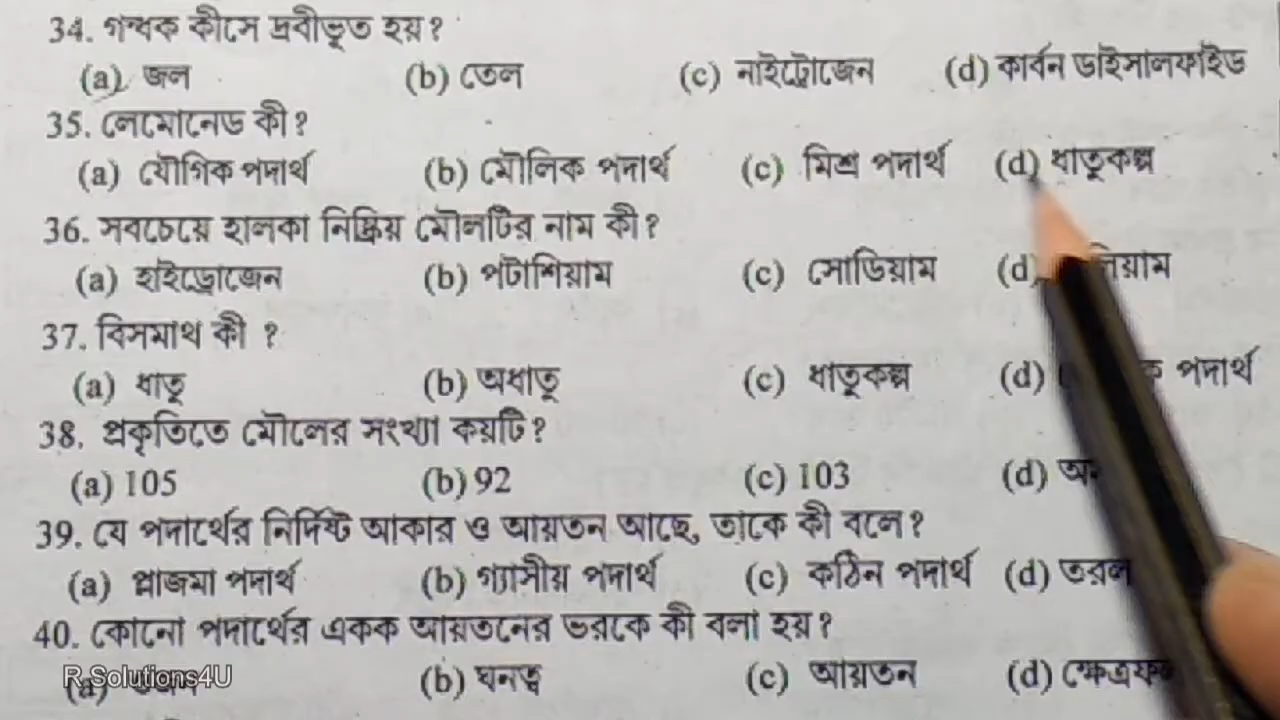 34. গন্ধক কীসে দ্রবীভূত হয়?
(a) জল (b) তেল (c) নাইট্রোজেন (d) কার্বন ডাইসালফাইড
35. লেমোনেড কী?
(a) যৌগিক পদার্থ (b) মৌলিক পদার্থ (c) মিশ্র পদার্থ (d) ধাতুকল্প
36. সবচেয়ে হালকা নিষ্ক্রিয় মৌলটির নাম কী?
(a) হাইড্রোজেন (b) পটাশিয়াম (c) সোডিয়াম (d)
37. বিসমাথ কী ?
(a) ধাতু (b) অধাতু (c) ধাতুকল্প (d) পদার্থ
38. প্রকৃতিতে মৌলের সংখ্যা কয়টি?
(a) 105 (b) 92 (c) 103 (d)
39. যে পদার্থের নির্দিষ্ট আকার ও আয়তন আছে, তাকে কী বলে?
(a) প্লাজমা পদার্থ (b) গ্যাসীয় পদার্থ (c) কঠিন পদার্থ (d) তরল
40. কোনো পদার্থের একক আয়তনের ভরকে কী বলা হয়?
(a) (b) ঘনত্ব (c) আয়তন (d)
R Solutions4U